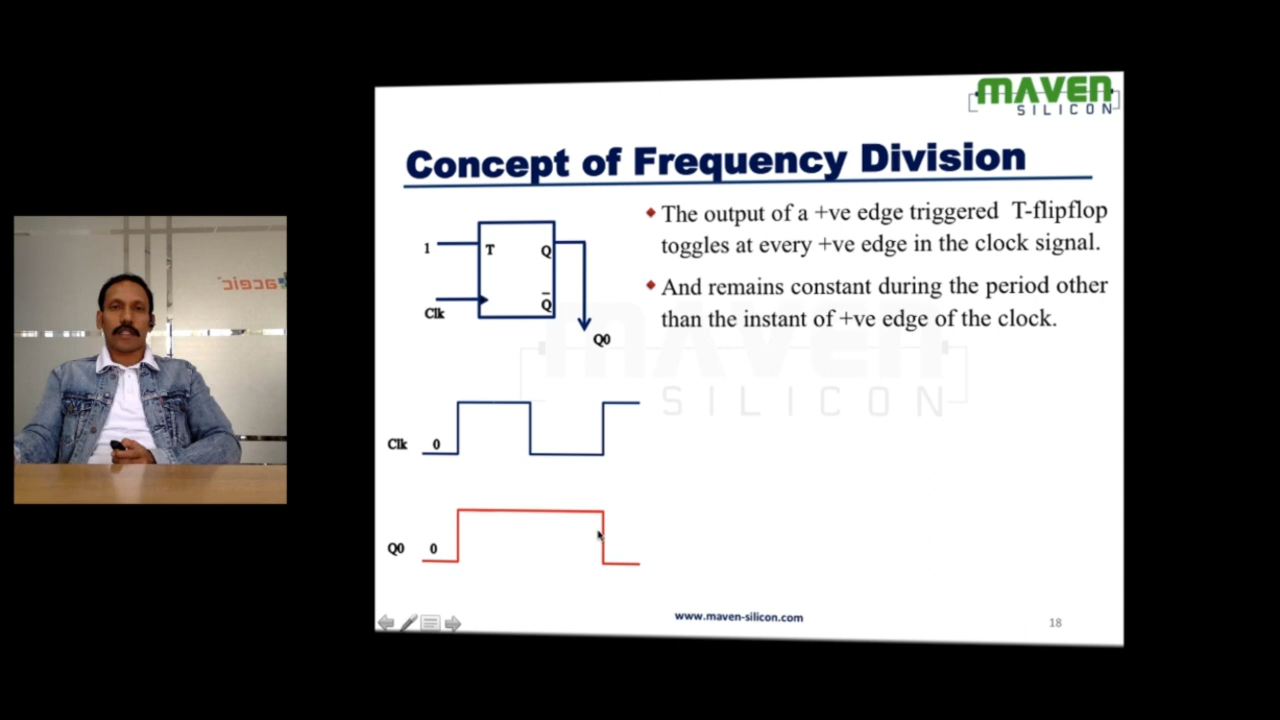 MAVEN
SILICON
Concept of Frequency Division
1
T
Q
Clk
Q̅
Q0
◆ The output of a +ve edge triggered T-flipflop
toggles at every +ve edge in the clock signal.
◆ And remains constant during the period other
than the instant of +ve edge of the clock.
MAVEN
SILICON
Clk 0
Q0 0
www.maven-silicon.com
18